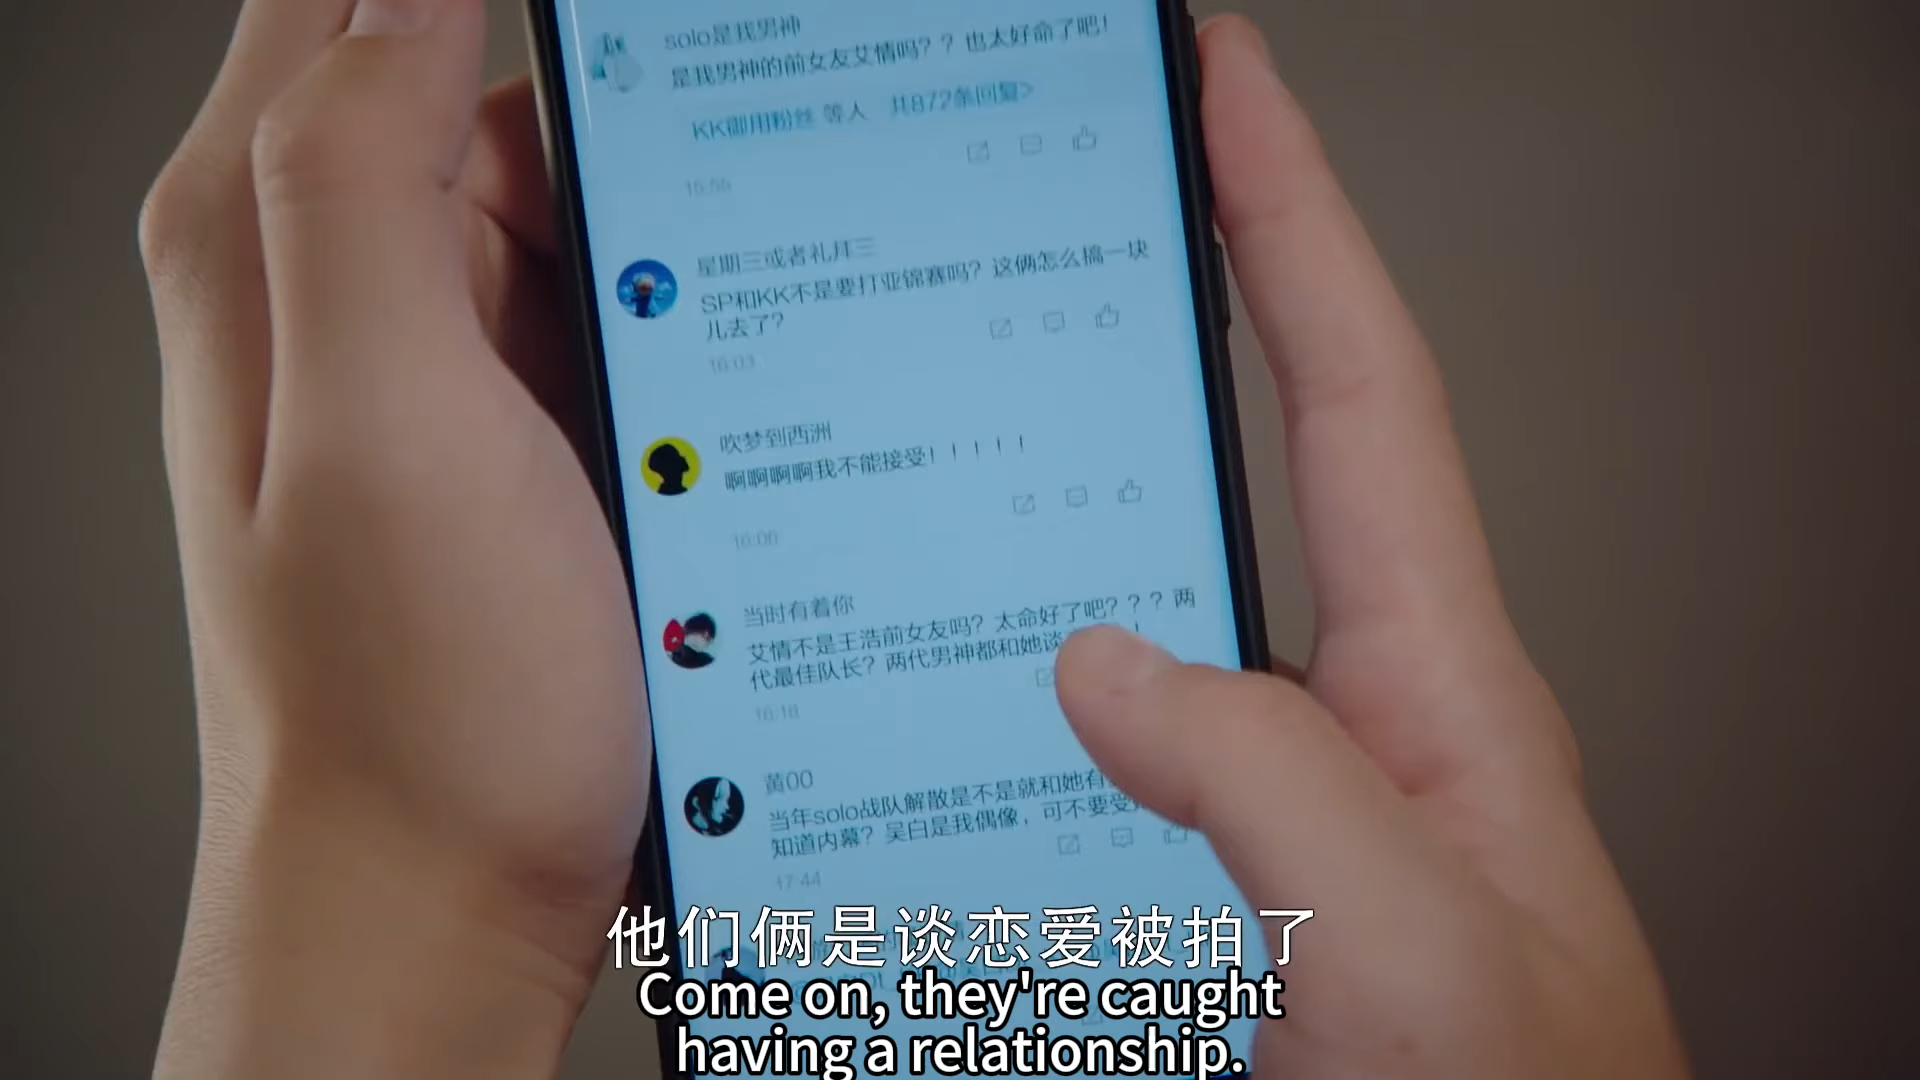 solo是我男神
是我男神的前女友艾情吗？？也太好命了吧！
KK御用粉丝 等人 共872条回复>
15:55
星期三或者礼拜三
SP和KK不是要打亚锦赛吗？这俩怎么搞一块
儿去了？
16:03
吹梦到西洲
啊啊啊啊我不能接受！！！！！
16:06
当时有着你
艾情不是王浩前女友吗？太命好了吧？？？两
代最佳队长？两代男神都和她谈
16:18
黄00
当年solo战队解散是不是就和她有
知道内幕？吴白是我偶像，可不要受
17:44
他们俩是谈恋爱被拍了
Come on, they're caught
having a relationship.